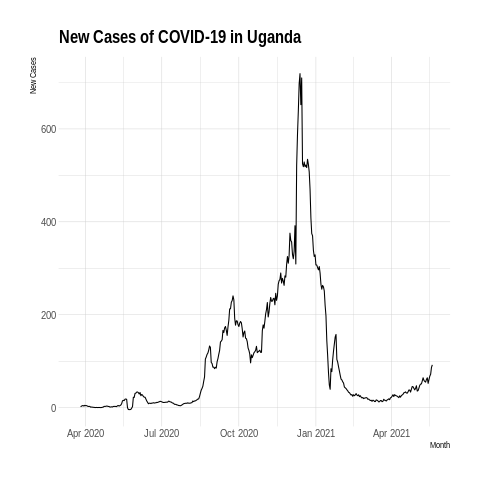 New Cases of COVID-19 in Uganda
New Cases
600
400
200
0
Apr 2020 Jul 2020 Oct 2020 Jan 2021 Apr 2021
Month